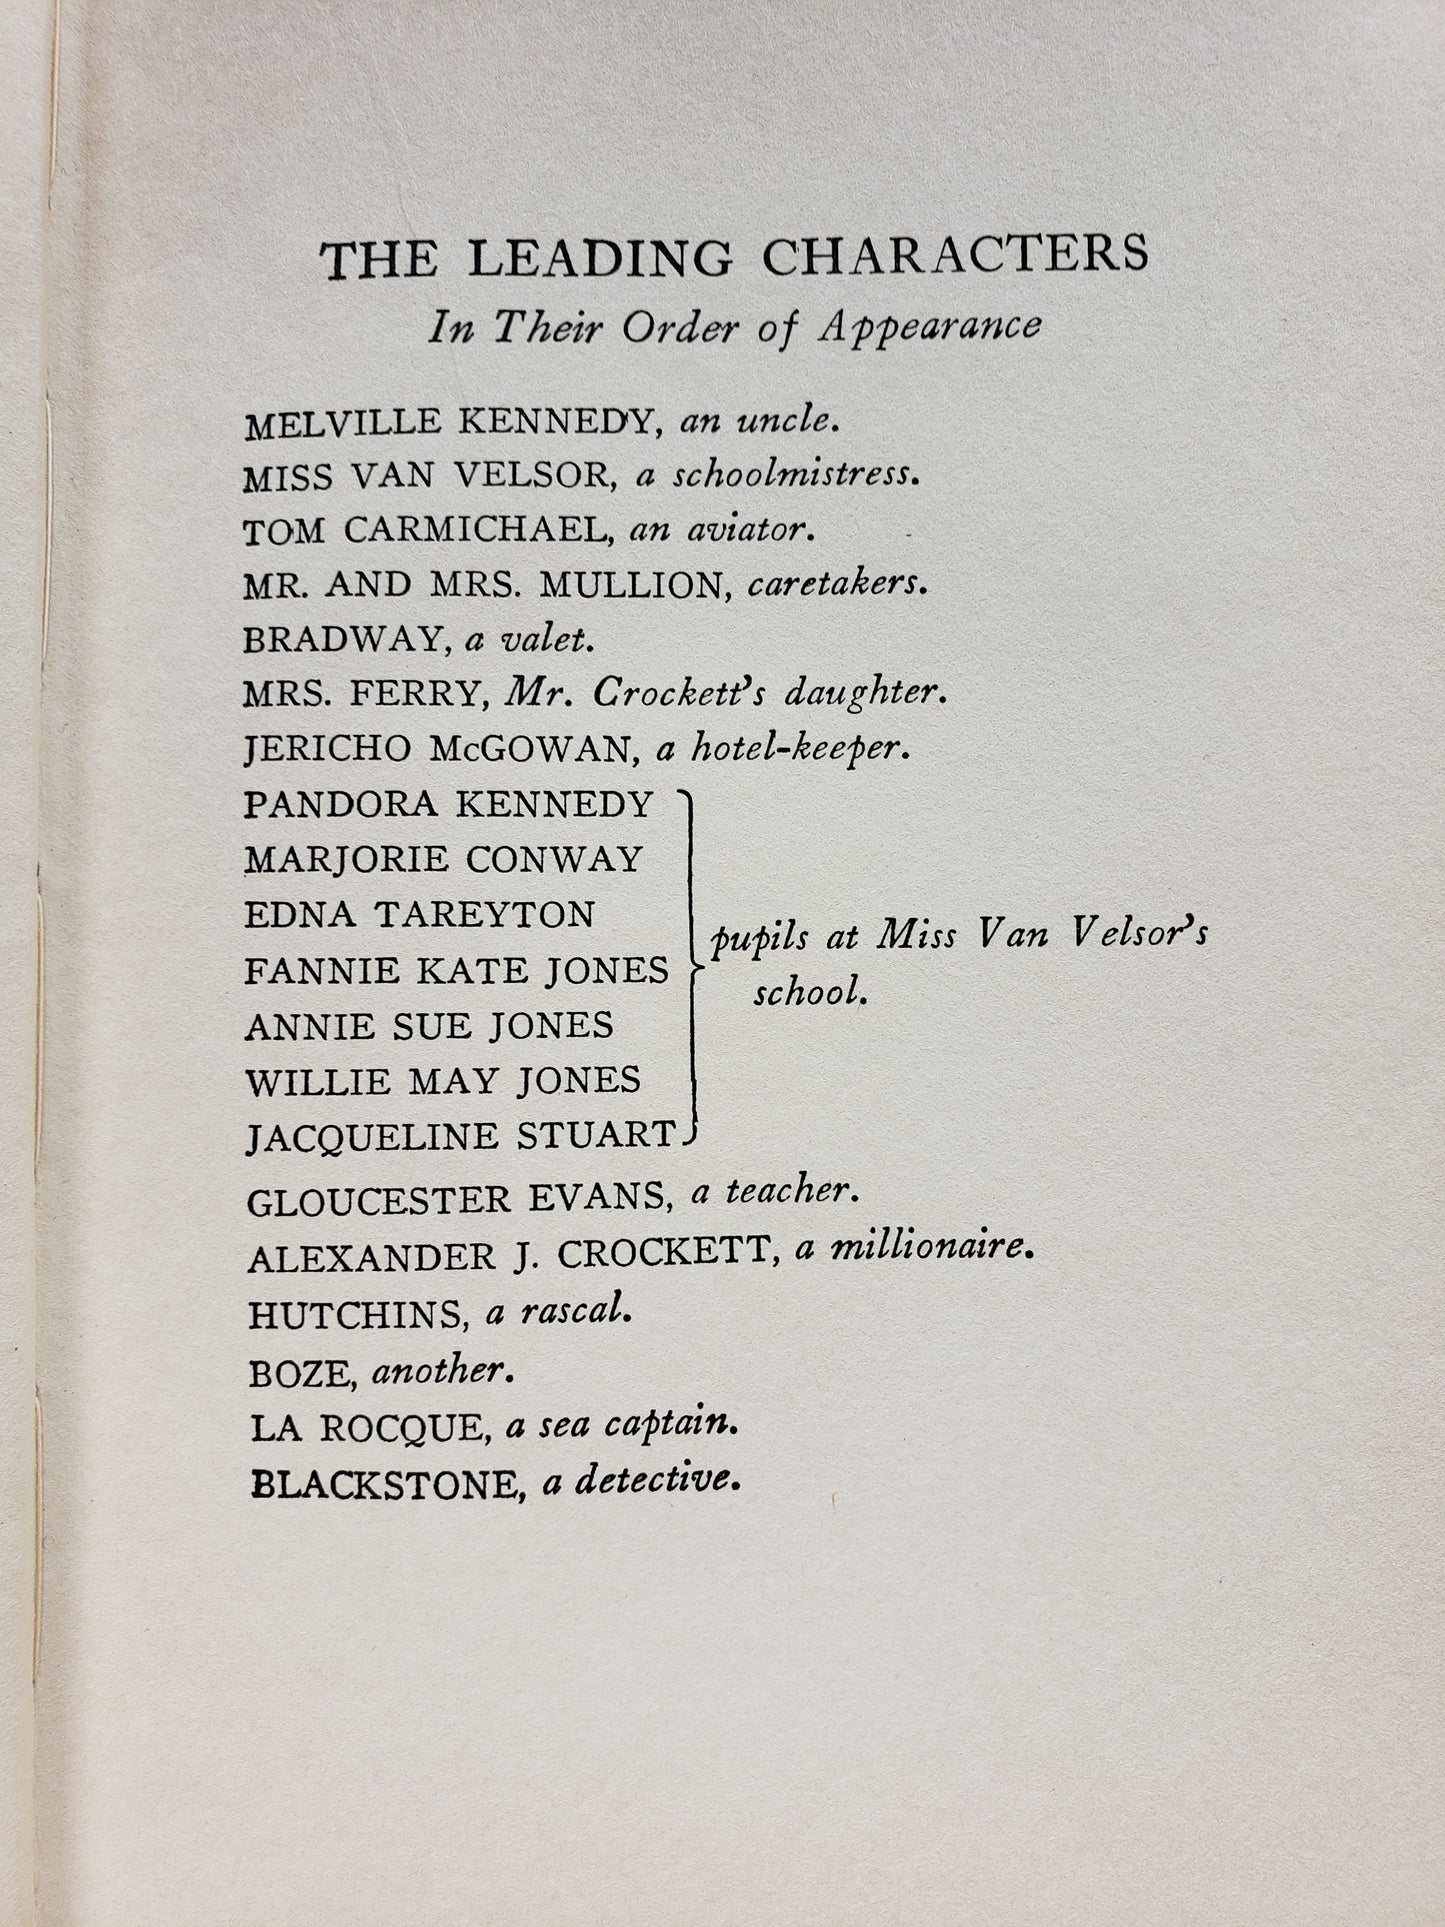 THE LEADING CHARACTERS
In Their Order of Appearance
MELVILLE KENNEDY, an uncle.
MISS VAN VELSOR, a schoolmistress.
TOM CARMICHAEL, an aviator.
MR. AND MRS. MULLION, caretakers.
BRADWAY, a valet.
MRS. FERRY, Mr. Crockett's daughter.
JERICHO McGOWAN, a hotel-keeper.
PANDORA KENNEDY
MARJORIE CONWAY
EDNA TAREYTON
FANNIE KATE JONES
ANNIE SUE JONES
WILLIE MAY JONES
JACQUELINE STUART
pupils at Miss Van Velsor's
school.
GLOUCESTER EVANS, a teacher.
ALEXANDER J. CROCKETT, a millionaire.
HUTCHINS, a rascal.
BOZE, another.
LA ROCQUE, a sea captain.
BLACKSTONE, a detective.